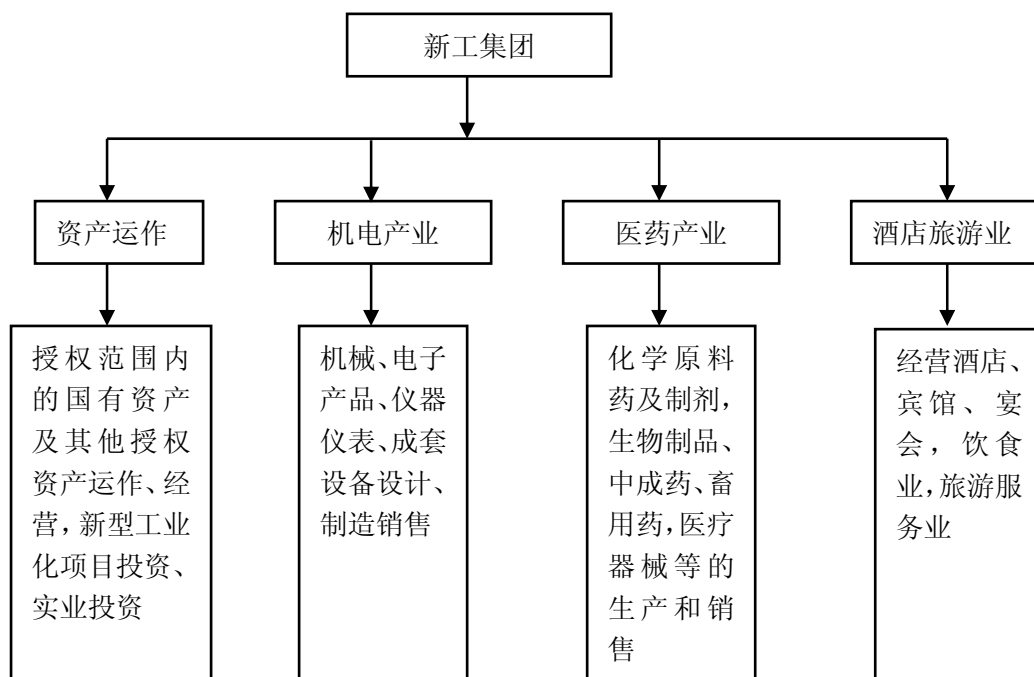 新工集团
资产运作
机电产业
医药产业
酒店旅游业
授权范围内
的国有资产
及其他授权
资产运作、经
营，新型工业
化项目投资、
实业投资
机械、电子
产品、仪器
仪表、成套
设备设计、
制造销售
化学原料
药及制剂，
生物制品、
中成药、畜
用药，医疗
器械等的
生产和销
售
经营酒店、
宾馆、宴
会，饮食
业，旅游服
务业